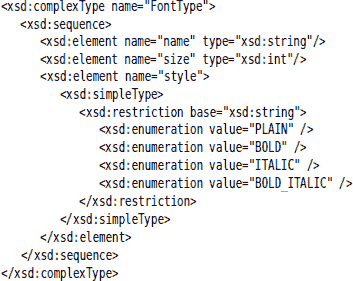 <xsd:complexType name="FontType">
<xsd:sequence>
<xsd:element name="name" type="xsd:string"/>
<xsd:element name="size" type="xsd:int"/>
<xsd:element name="style">
<xsd:simpleType>
<xsd:restriction base="xsd:string">
<xsd:enumeration value="PLAIN" />
<xsd:enumeration value="BOLD" />
<xsd:enumeration value="ITALIC" />
<xsd:enumeration value="BOLD_ITALIC" />
</xsd:restriction>
</xsd:simpleType>
</xsd:element>
</xsd:sequence>
</xsd:complexType>